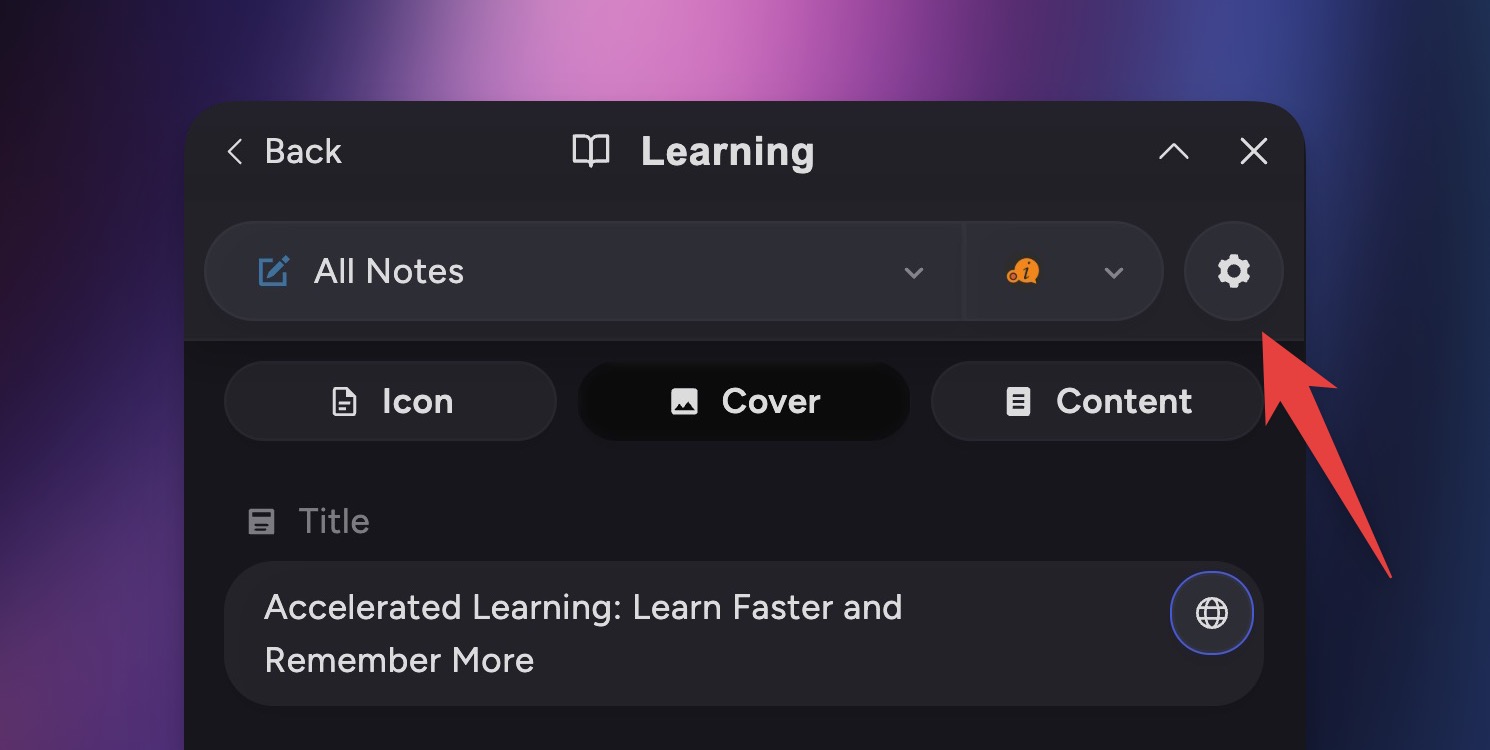 Back
Learning
All Notes
Icon
Cover
Content
Title
Accelerated Learning: Learn Faster and
Remember More